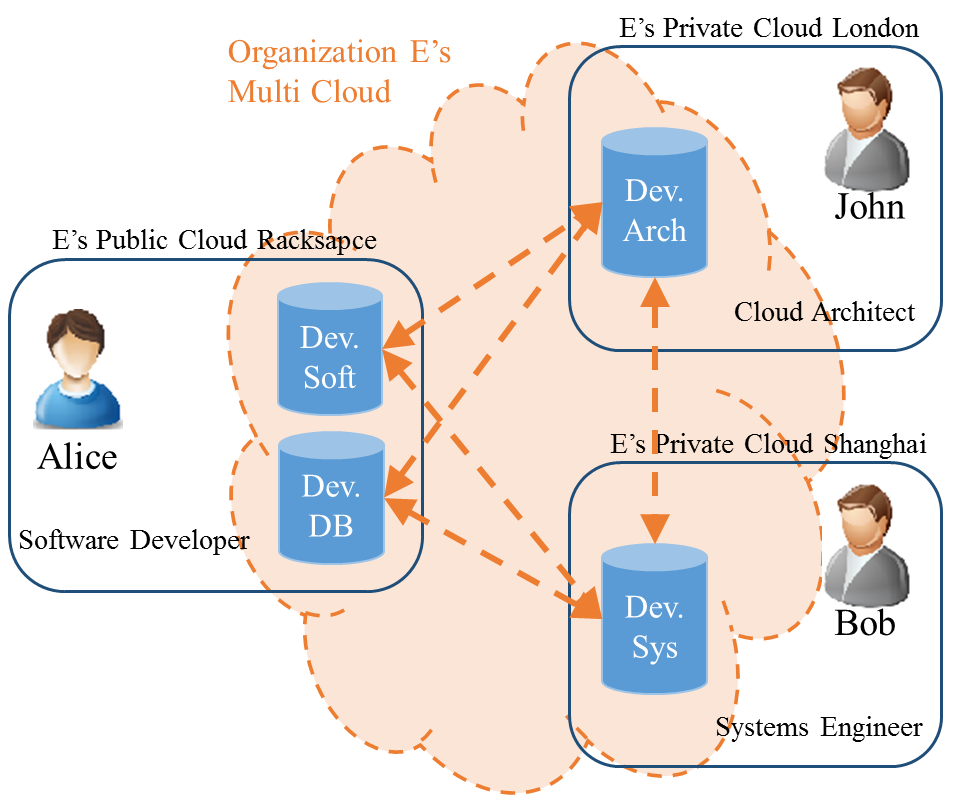 E's Private Cloud London
Organization E's
Multi Cloud
Dev.
Arch
John
Cloud Architect
E's Public Cloud Racksapce
Dev.
Soft
Alice
Dev.
DB
Software Developer
E's Private Cloud Shanghai
Dev.
Sys
Bob
Systems Engineer